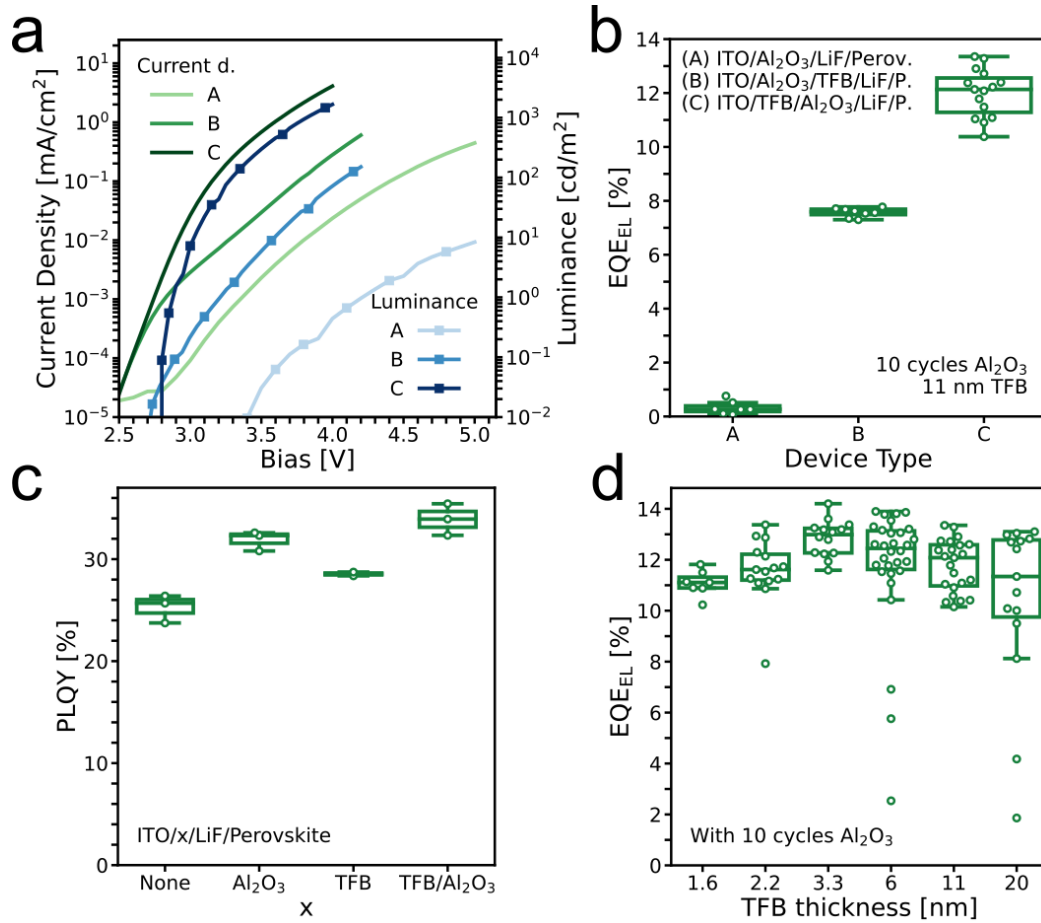 a
Current d.
A
B
C
Luminance
A
B
C
10¹
10⁰
10⁻¹
10⁻²
10⁻³
10⁻⁴
10⁻⁵
Current Density [mA/cm²]
10⁴
10³
10²
10¹
10⁰
10⁻¹
10⁻²
Luminance [cd/m²]
2.5 3.0 3.5 4.0 4.5 5.0
Bias [V]
b
(A) ITO/Al₂O₃/LiF/Perov.
(B) ITO/Al₂O₃/TFB/LiF/P.
(C) ITO/TFB/Al₂O₃/LiF/P.
14
12
10
8
6
4
2
0
EQE_EL [%]
10 cycles Al₂O₃
11 nm TFB
A B C
Device Type
c
30
20
10
0
PLQY [%]
ITO/x/LiF/Perovskite
None Al₂O₃ TFB TFB/Al₂O₃
x
d
14
12
10
8
6
4
2
0
EQE_EL [%]
With 10 cycles Al₂O₃
1.6 2.2 3.3 6 11 20
TFB thickness [nm]